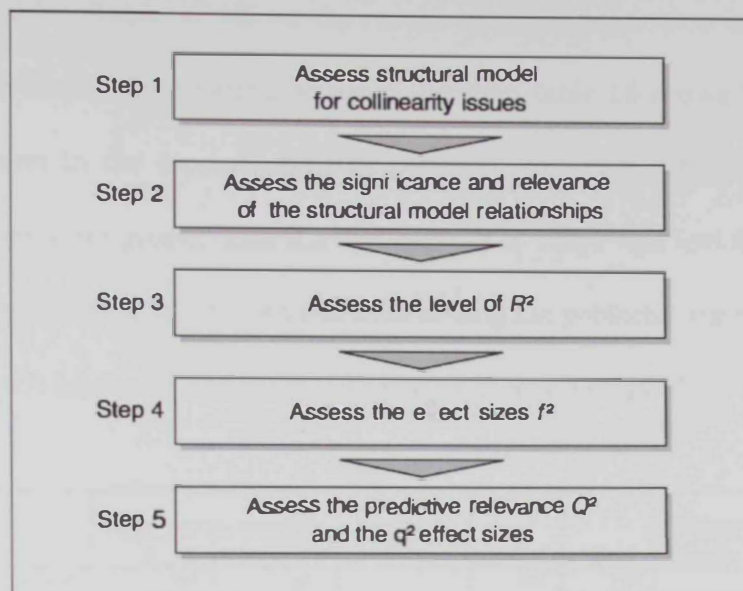 Step 1
Assess structural model
for collinearity issues
Step 2
Assess the signi icance and relevance
of the structural model relationships
Step 3
Assess the level of R²
Step 4
Assess the e ect sizes f²
Step 5
Assess the predictive relevance Q²
and the q² effect sizes